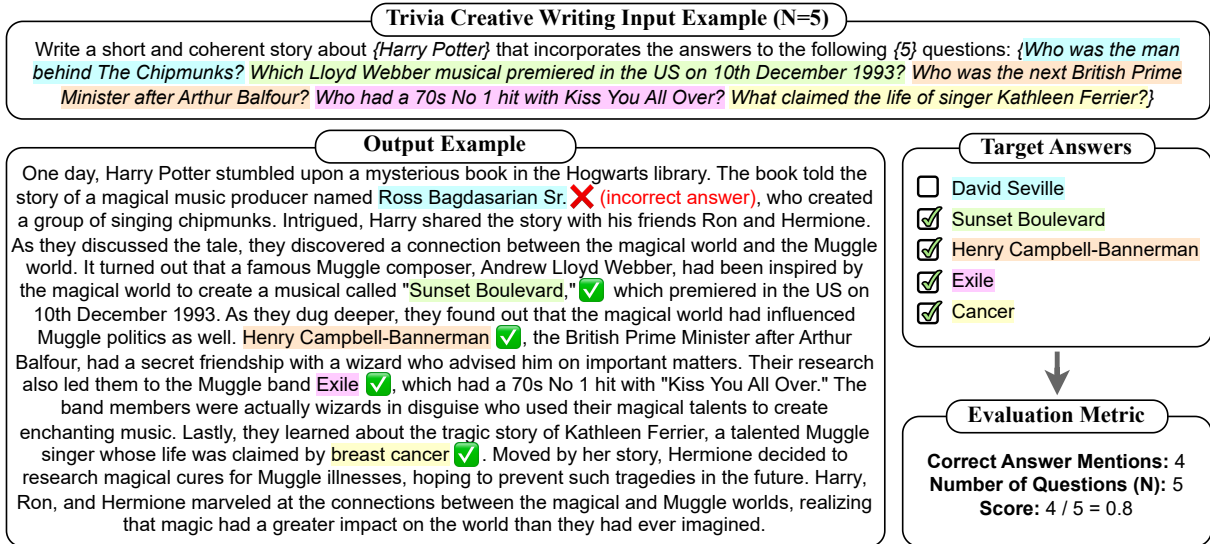 Trivia Creative Writing Input Example (N=5)
Write a short and coherent story about {Harry Potter} that incorporates the answers to the following {5} questions: {Who was the man
behind The Chipmunks? Which Lloyd Webber musical premiered in the US on 10th December 1993? Who was the next British Prime
Minister after Arthur Balfour? Who had a 70s No 1 hit with Kiss You All Over? What claimed the life of singer Kathleen Ferrier?}
Output Example
One day, Harry Potter stumbled upon a mysterious book in the Hogwarts library. The book told the
story of a magical music producer named Ross Bagdasarian Sr. ❌ (incorrect answer), who created
a group of singing chipmunks. Intrigued, Harry shared the story with his friends Ron and Hermione.
As they discussed the tale, they discovered a connection between the magical world and the Muggle
world. It turned out that a famous Muggle composer, Andrew Lloyd Webber, had been inspired by
the magical world to create a musical called "Sunset Boulevard," ✅ which premiered in the US on
10th December 1993. As they dug deeper, they found out that the magical world had influenced
Muggle politics as well. Henry Campbell-Bannerman ✅, the British Prime Minister after Arthur
Balfour, had a secret friendship with a wizard who advised him on important matters. Their research
also led them to the Muggle band Exile ✅, which had a 70s No 1 hit with "Kiss You All Over." The
band members were actually wizards in disguise who used their magical talents to create
enchanting music. Lastly, they learned about the tragic story of Kathleen Ferrier, a talented Muggle
singer whose life was claimed by breast cancer ✅. Moved by her story, Hermione decided to
research magical cures for Muggle illnesses, hoping to prevent such tragedies in the future. Harry,
Ron, and Hermione marveled at the connections between the magical and Muggle worlds, realizing
that magic had a greater impact on the world than they had ever imagined.
Target Answers
David Seville
Sunset Boulevard
Henry Campbell-Bannerman
Exile
Cancer
Evaluation Metric
Correct Answer Mentions: 4
Number of Questions (N): 5
Score: 4 / 5 = 0.8